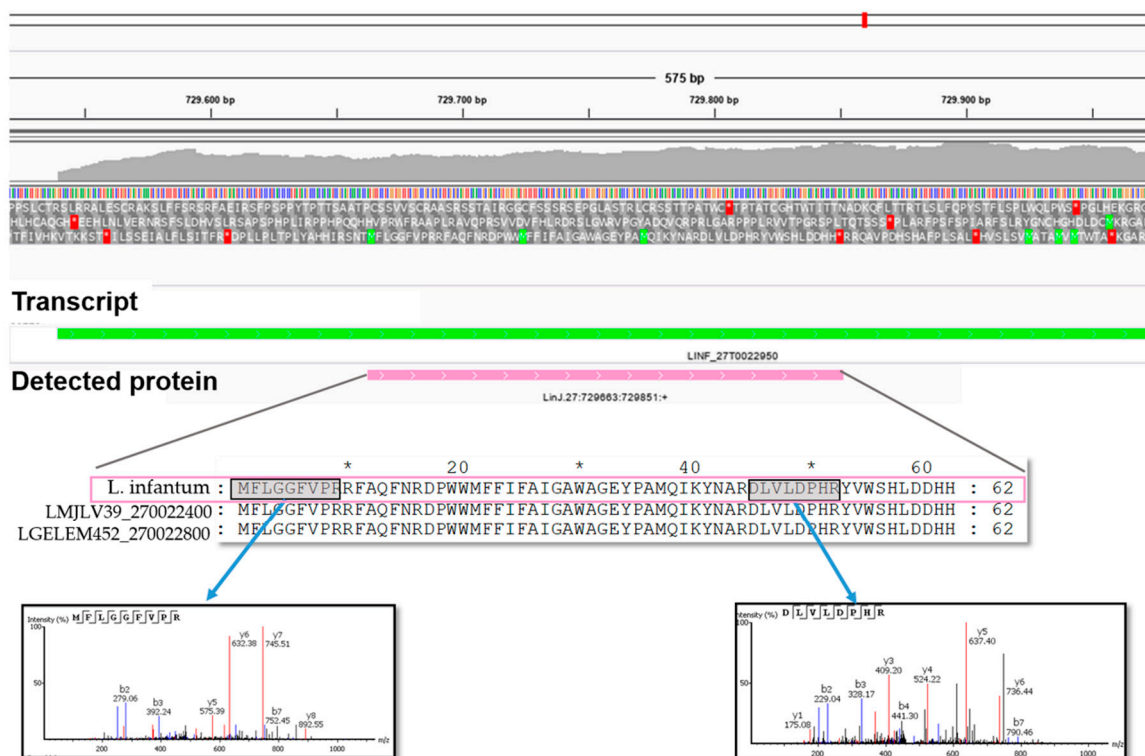 575 bp
729.600 bp 729.700 bp 729.800 bp 729.900 bp
Transcript
LINF_27T0022950
Detected protein
LinJ.27:729663:729851:+
* 20 * 40 * 60
L. infantum : MFLGGFVPRRFAQFNRDPWWMFFIFAIGAWAGEYPAMQIKYNARDLVLDPHRYVWSHLDDHH : 62
LMJLV39_270022400 : MFLGGFVPRRFAQFNRDPWWMFFIFAIGAWAGEYPAMQIKYNARDLVLDPHRYVWSHLDDHH : 62
LGELEM452_270022800 : MFLGGFVPRRFAQFNRDPWWMFFIFAIGAWAGEYPAMQIKYNARDLVLDPHRYVWSHLDDHH : 62
Intensity (%) M F L G G F V P R
100
y6 y7
632.38 745.51
50
b2
279.06
b3
392.24
y5
575.39
b7
752.45
y8
892.55
200 400 600 800 1000 m/z
Intensity (%) D L V L D P H R
100
y5
637.40
y3
409.20
y4
524.22
50
b2
229.04
b3
328.17
y6
736.44
y1
175.08
b4
441.30
b7
790.46
200 400 600 800 1000 m/z